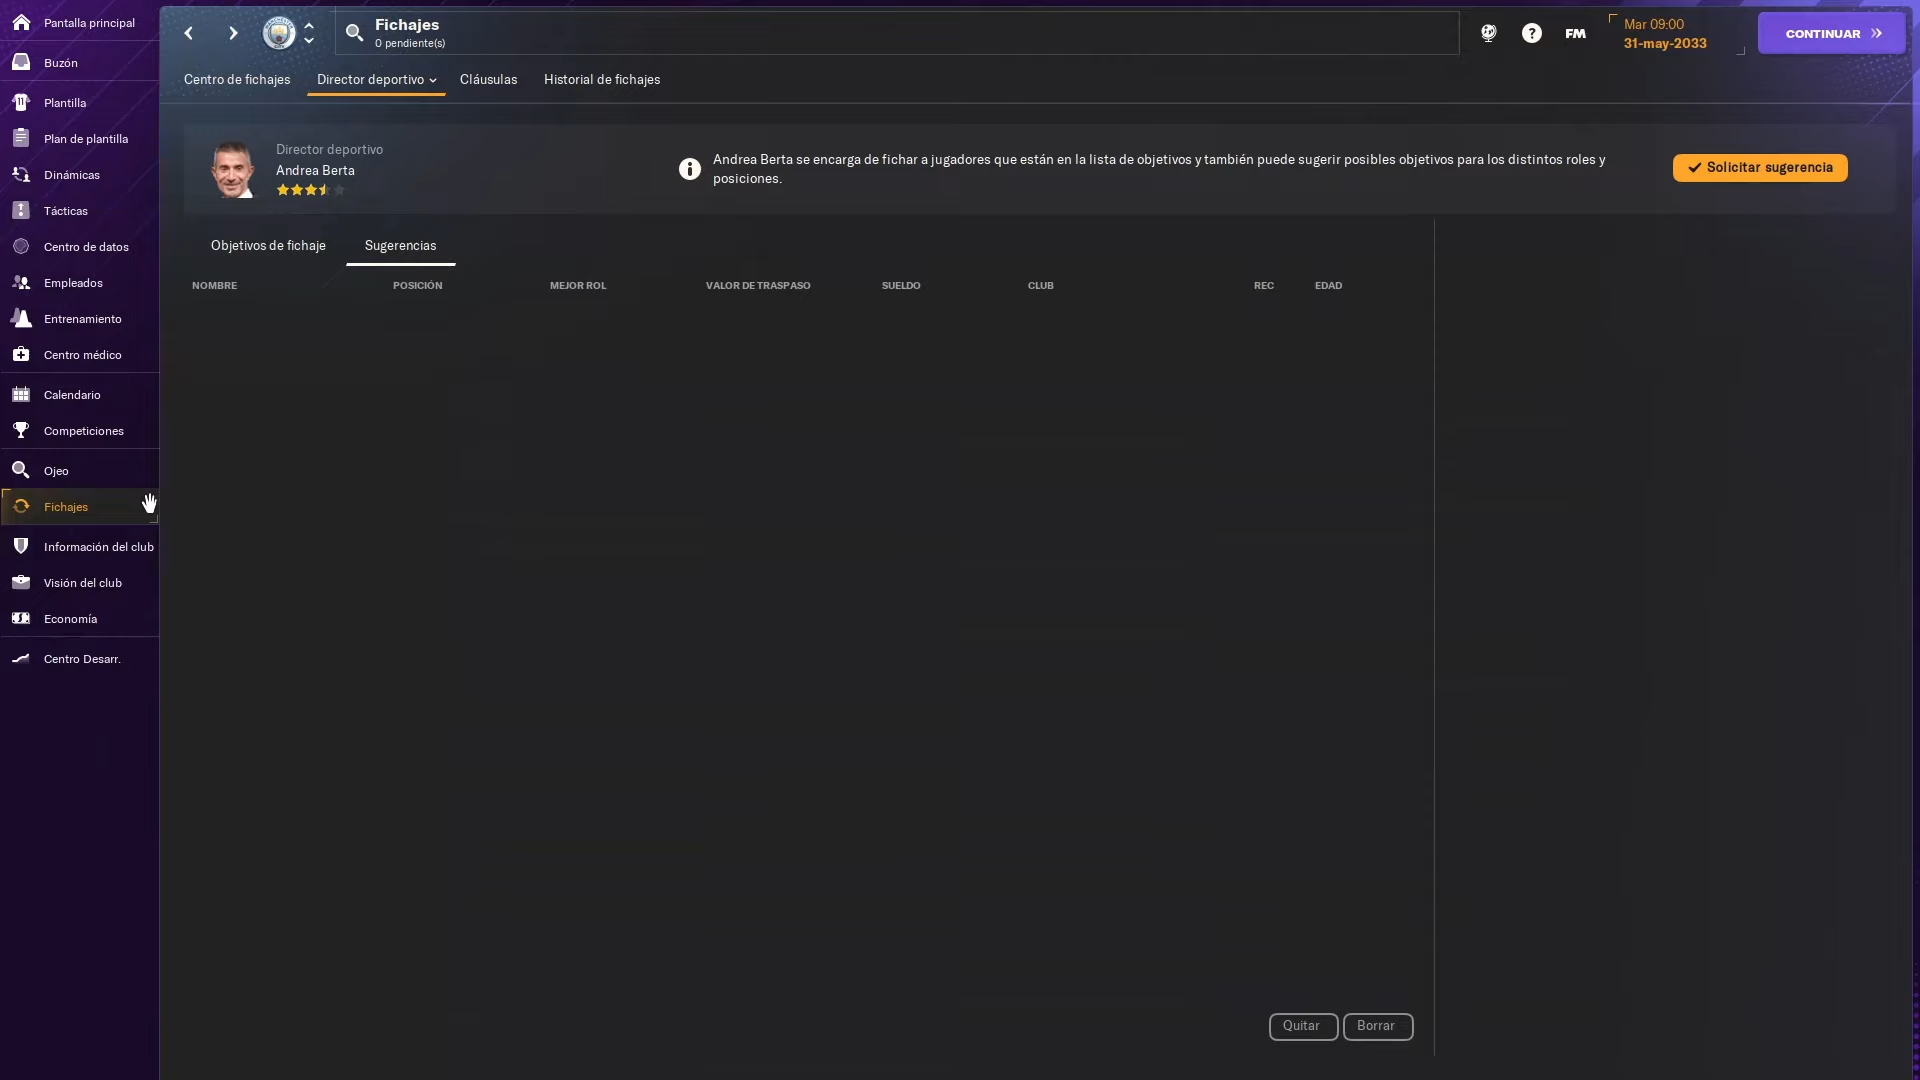 Pantalla principal
Buzón
Plantilla
Plan de plantilla
Dinámicas
Tácticas
Centro de datos
Empleados
Entrenamiento
Centro médico
Calendario
Competiciones
Ojeo
Fichajes
Información del club
Visión del club
Economía
Centro Desarr.
Fichajes
0 pendiente(s)
FM
Mar 09:00
31-may-2033
CONTINUAR
Centro de fichajes Director deportivo Cláusulas Historial de fichajes
Director deportivo
Andrea Berta
Andrea Berta se encarga de fichar a jugadores que están en la lista de objetivos y también puede sugerir posibles objetivos para los distintos roles y
posiciones.
Solicitar sugerencia
Objetivos de fichaje Sugerencias
NOMBRE POSICIÓN MEJOR ROL VALOR DE TRASPASO SUELDO CLUB REC EDAD
Quitar Borrar